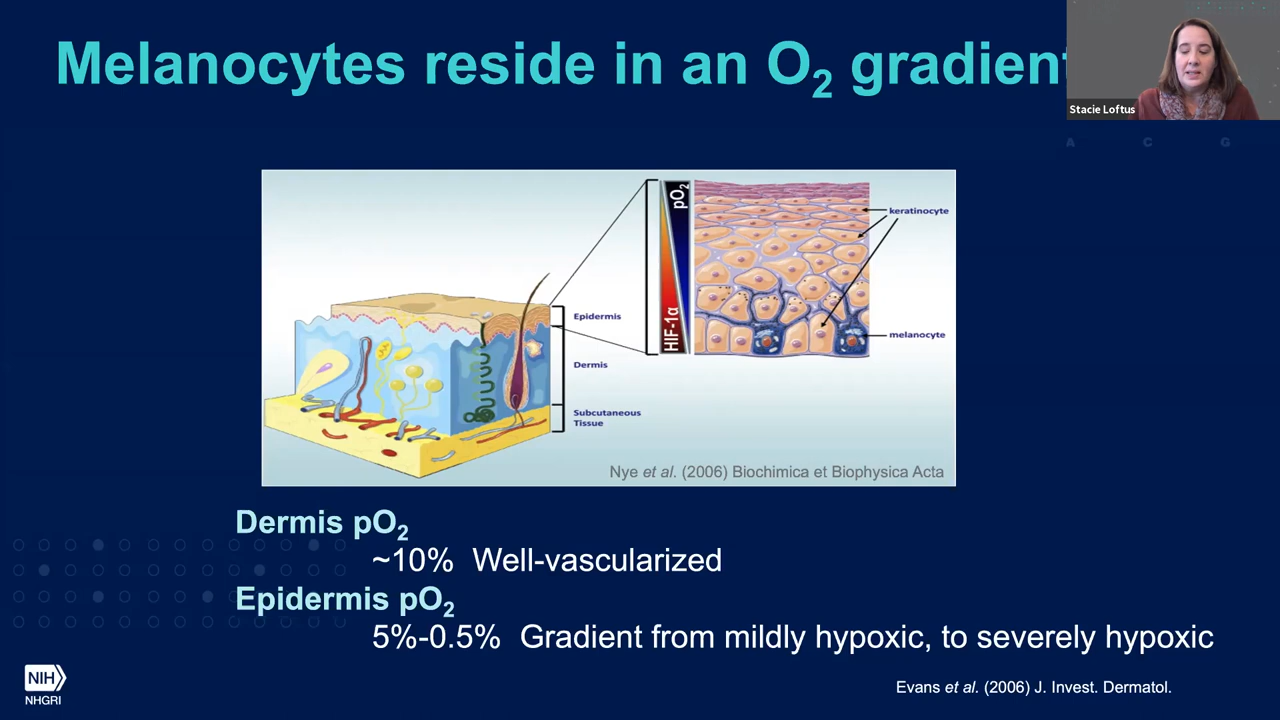 Melanocytes reside in an O₂ gradient
Stacie Loftus
A C G
pO₂
HIF-1α
keratinocyte
melanocyte
Epidermis
Dermis
Subcutaneous
Tissue
Nye et al. (2006) Biochimica et Biophysica Acta
Dermis pO₂
~10% Well-vascularized
Epidermis pO₂
5%-0.5% Gradient from mildly hypoxic, to severely hypoxic
NIH
NHGRI
Evans et al. (2006) J. Invest. Dermatol.